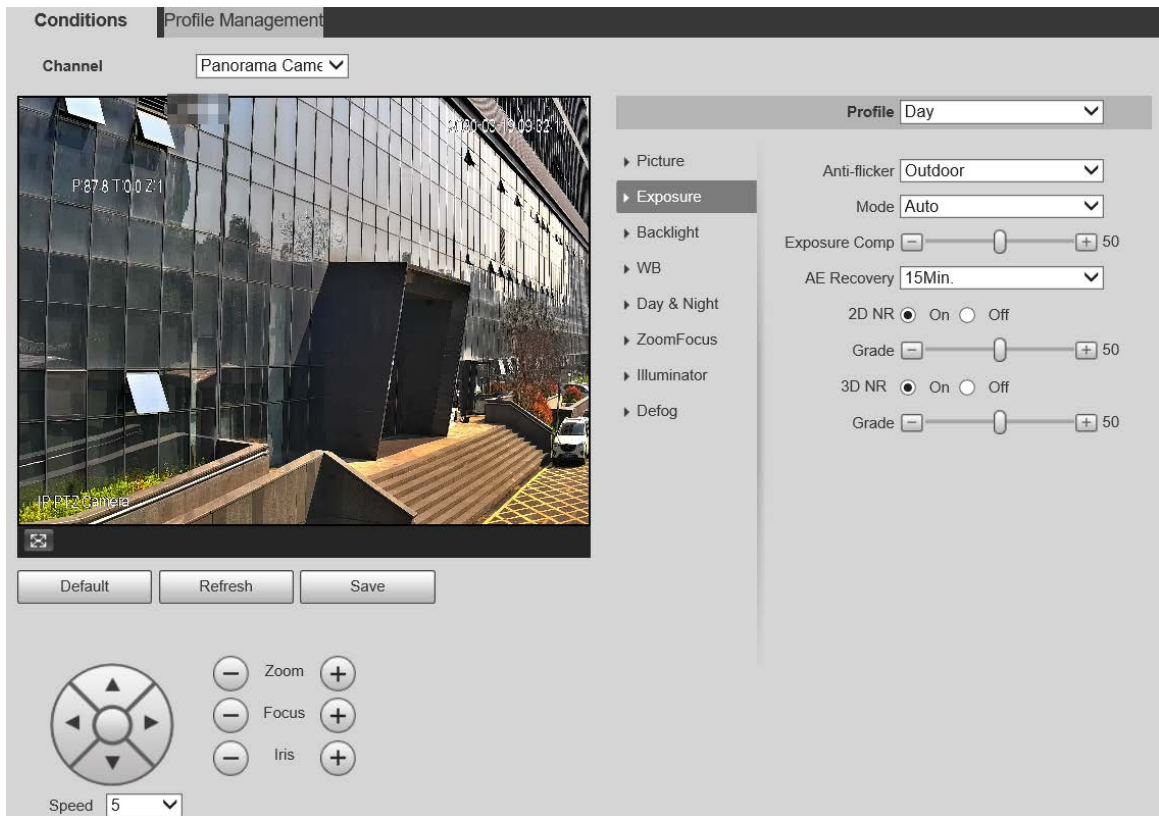 Conditions Profile Management
Channel Panorama Came
P:87.8 T:0.0 Z:1
IP PTZ Camera
Default Refresh Save
Zoom
Focus
Iris
Speed 5
Profile Day
Picture
Exposure
Backlight
WB
Day & Night
ZoomFocus
Illuminator
Defog
Anti-flicker Outdoor
Mode Auto
Exposure Comp 50
AE Recovery 15Min.
2D NR On Off
Grade 50
3D NR On Off
Grade 50